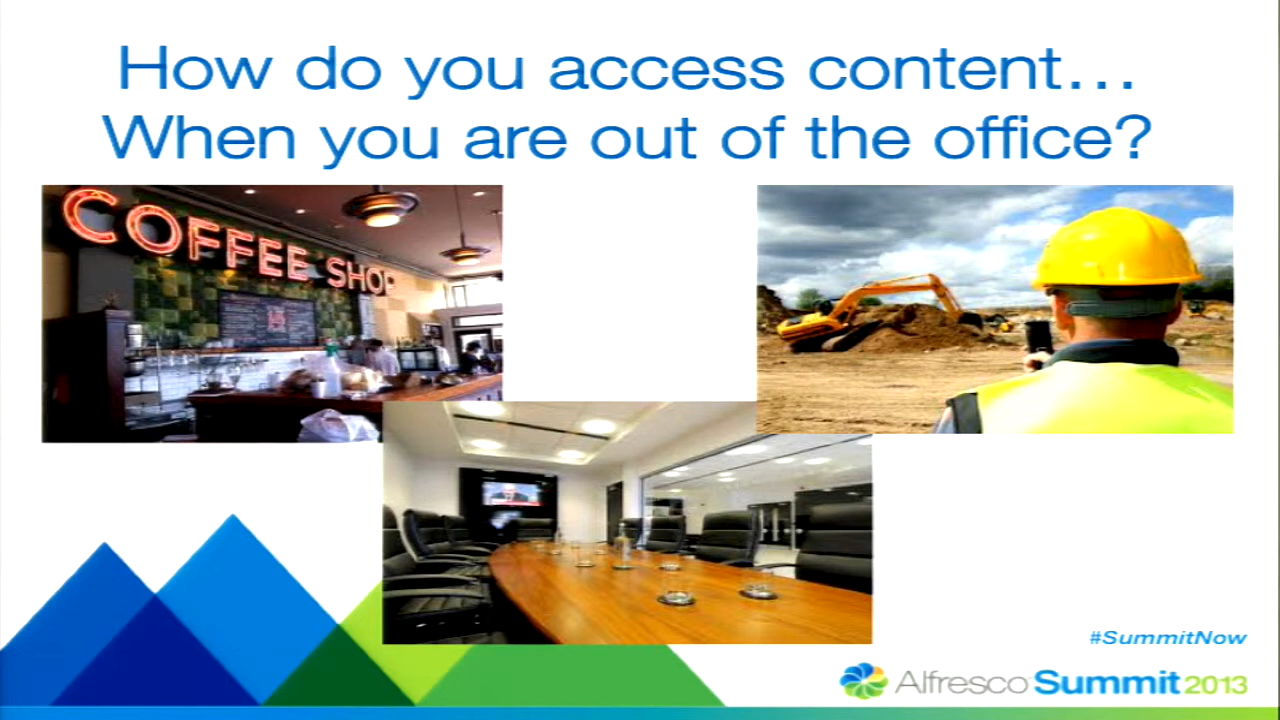 How do you access content…
When you are out of the office?
COFFEE SHOP
#SummitNow
Alfresco Summit 2013